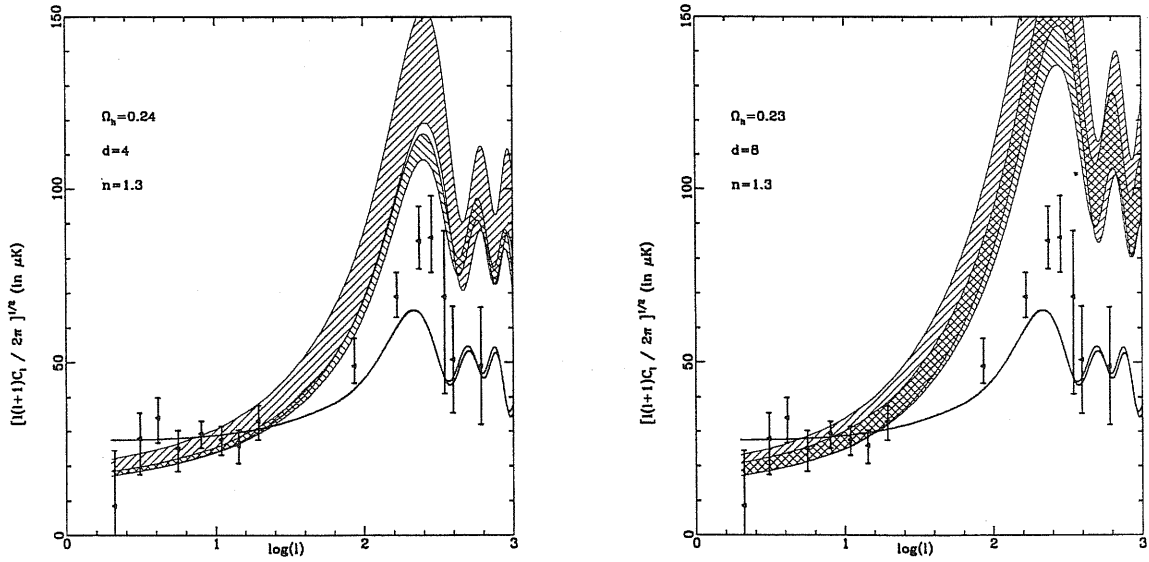 150
100
50
0
[l(l+1)C_l / 2π ]^{1/2} (in μK)
Ω_h=0.24
d=4
n=1.3
0 1 2 3
log(l)
150
100
50
0
[l(l+1)C_l / 2π ]^{1/2} (in μK)
Ω_h=0.23
d=8
n=1.3
0 1 2 3
log(l)